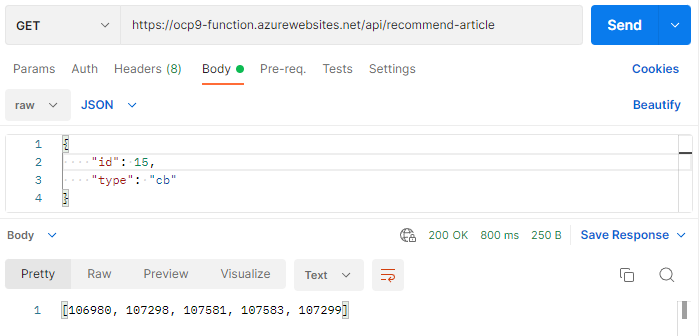 GET https://ocp9-function.azurewebsites.net/api/recommend-article Send
Params Auth Headers (8) Body Pre-req. Tests Settings Cookies
raw JSON Beautify
1 {
2 ····"id":·15,
3 ····"type":·"cb"
4 }
Body 200 OK 800 ms 250 B Save Response
Pretty Raw Preview Visualize Text
1 [106980, 107298, 107581, 107583, 107299]